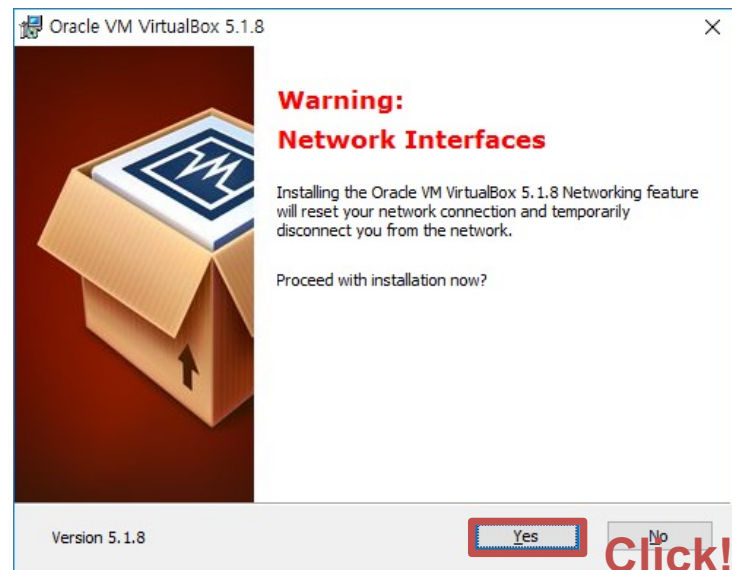 Oracle VM VirtualBox 5.1.8
Warning:
Network Interfaces
Installing the Oracle VM VirtualBox 5.1.8 Networking feature
will reset your network connection and temporarily
disconnect you from the network.
Proceed with installation now?
Version 5.1.8
Yes
No
Click!